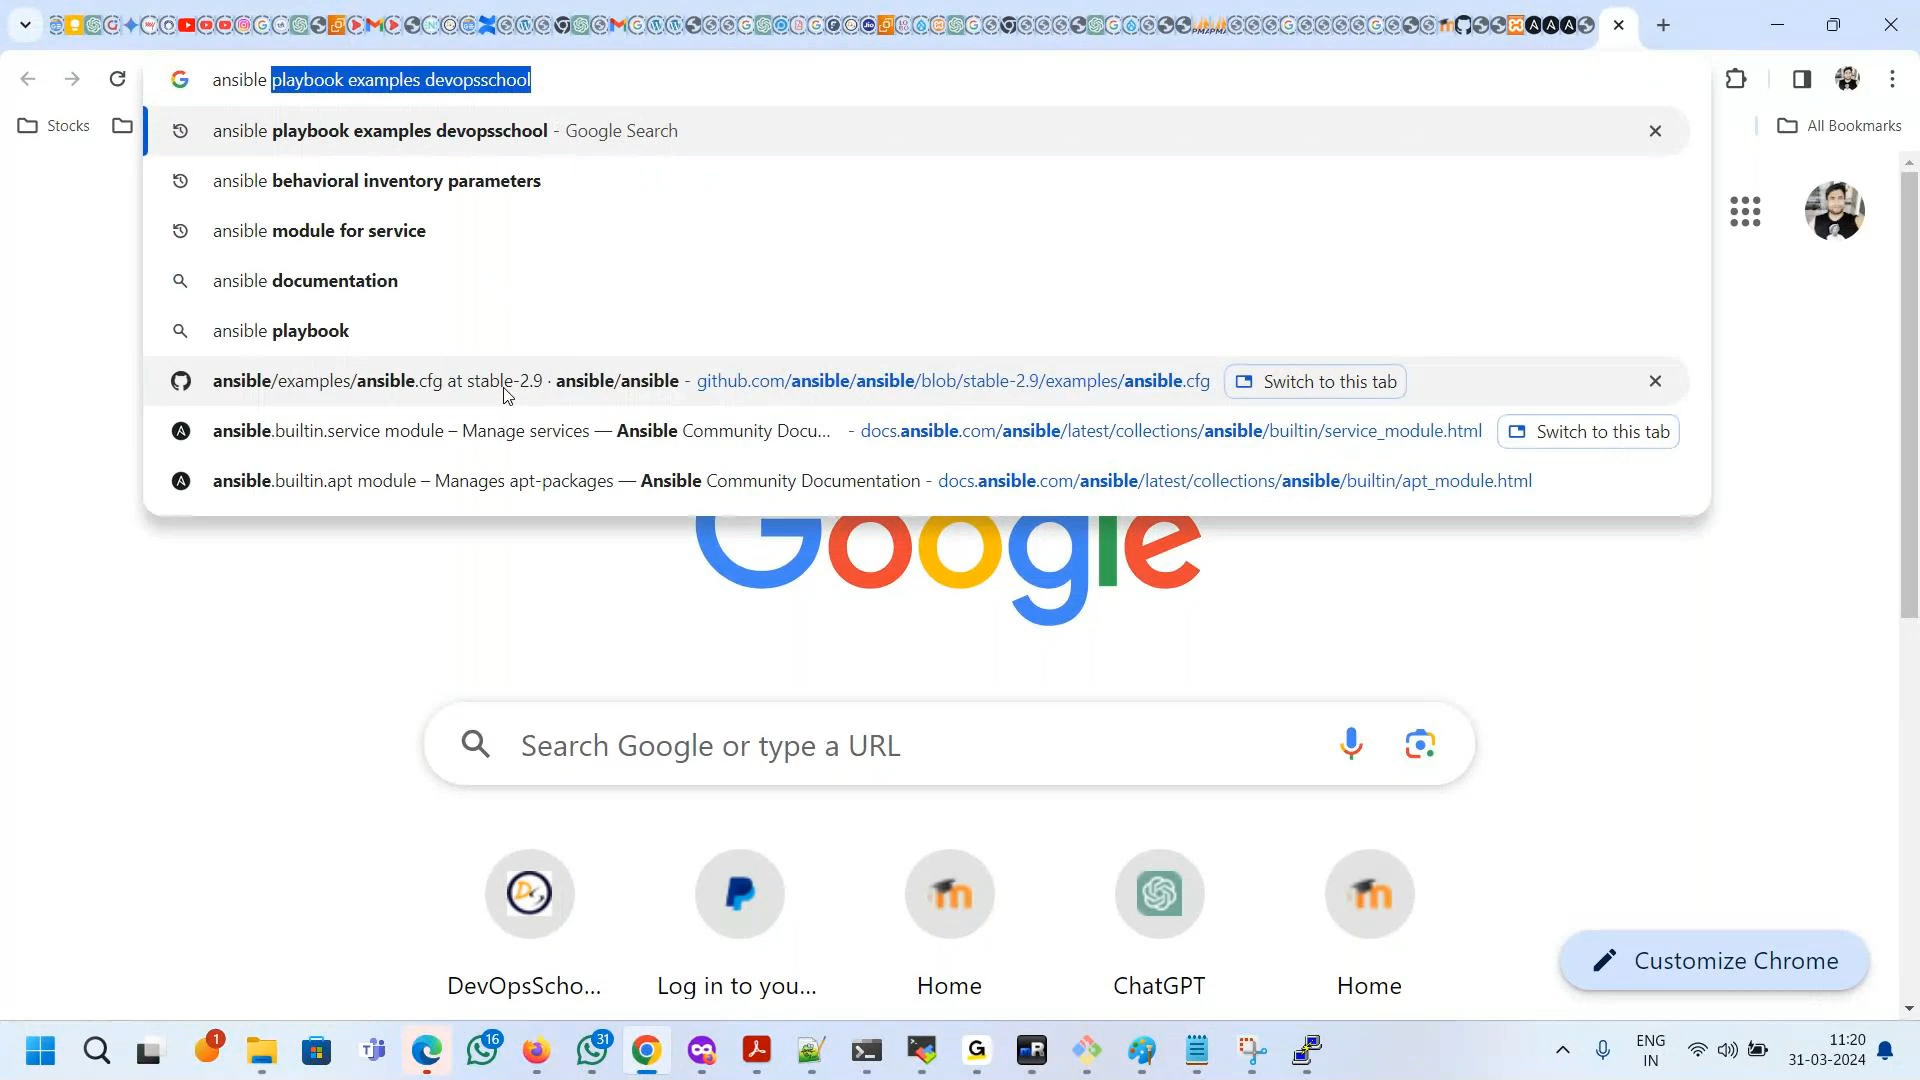 ansible playbook examples devopsschool
Stocks
All Bookmarks
ansible playbook examples devopsschool - Google Search
ansible behavioral inventory parameters
ansible module for service
ansible documentation
ansible playbook
ansible/examples/ansible.cfg at stable-2.9 · ansible/ansible - github.com/ansible/ansible/blob/stable-2.9/examples/ansible.cfg Switch to this tab
ansible.builtin.service module – Manage services — Ansible Community Docu... - docs.ansible.com/ansible/latest/collections/ansible/builtin/service_module.html Switch to this tab
ansible.builtin.apt module – Manages apt-packages — Ansible Community Documentation - docs.ansible.com/ansible/latest/collections/ansible/builtin/apt_module.html
Google
Search Google or type a URL
DevOpsScho...
Log in to you...
Home
ChatGPT
Home
Customize Chrome
1
16
31
ENG
IN
11:20
31-03-2024